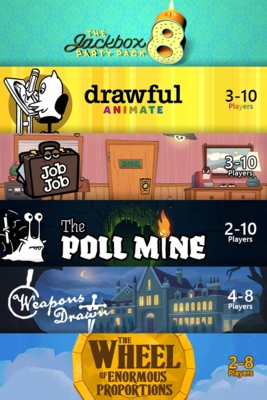 THE
Jackbox
PARTY PACK
8
drawful
ANIMATE
3-10
Players
JOB
JOB
3-10
Players
The
POLL MINE
2-10
Players
Weapons
Drawn
4-8
Players
THE
WHEEL
OF ENORMOUS
PROPORTIONS
2-8
Players